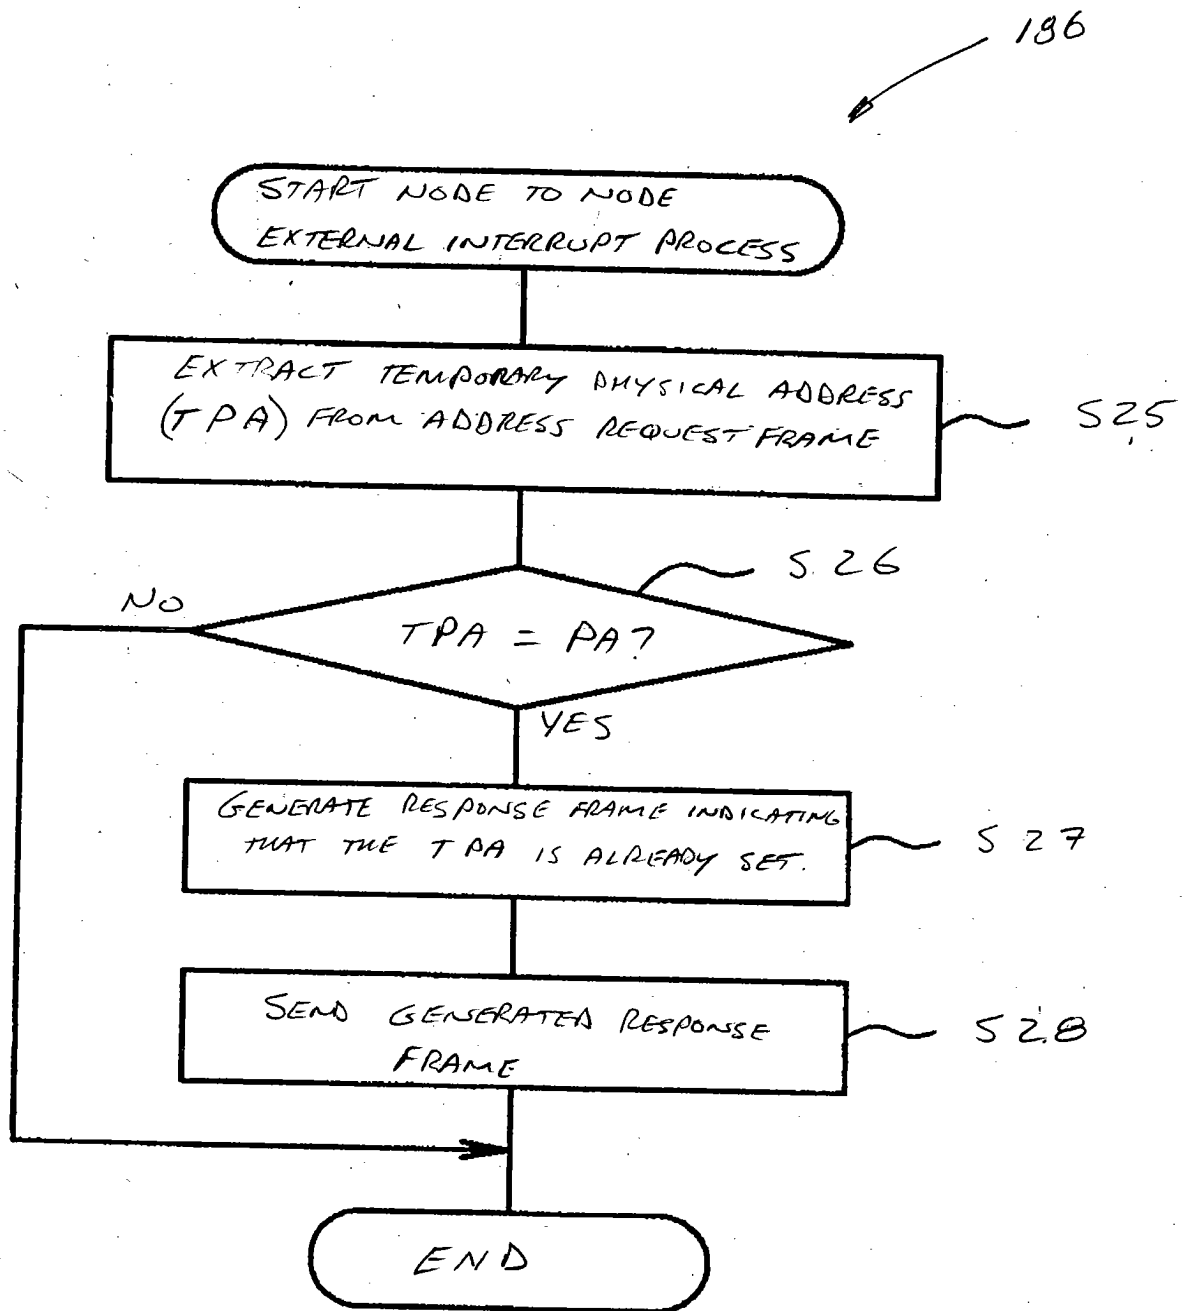 186
START NODE TO NODE
EXTERNAL INTERRUPT PROCESS
EXTRACT TEMPORARY PHYSICAL ADDRESS
(TPA) FROM ADDRESS REQUEST FRAME
S25
S26
NO
TPA = PA?
YES
GENERATE RESPONSE FRAME INDICATING
THAT THE TPA IS ALREADY SET.
S27
SEND GENERATED RESPONSE
FRAME
S28
END